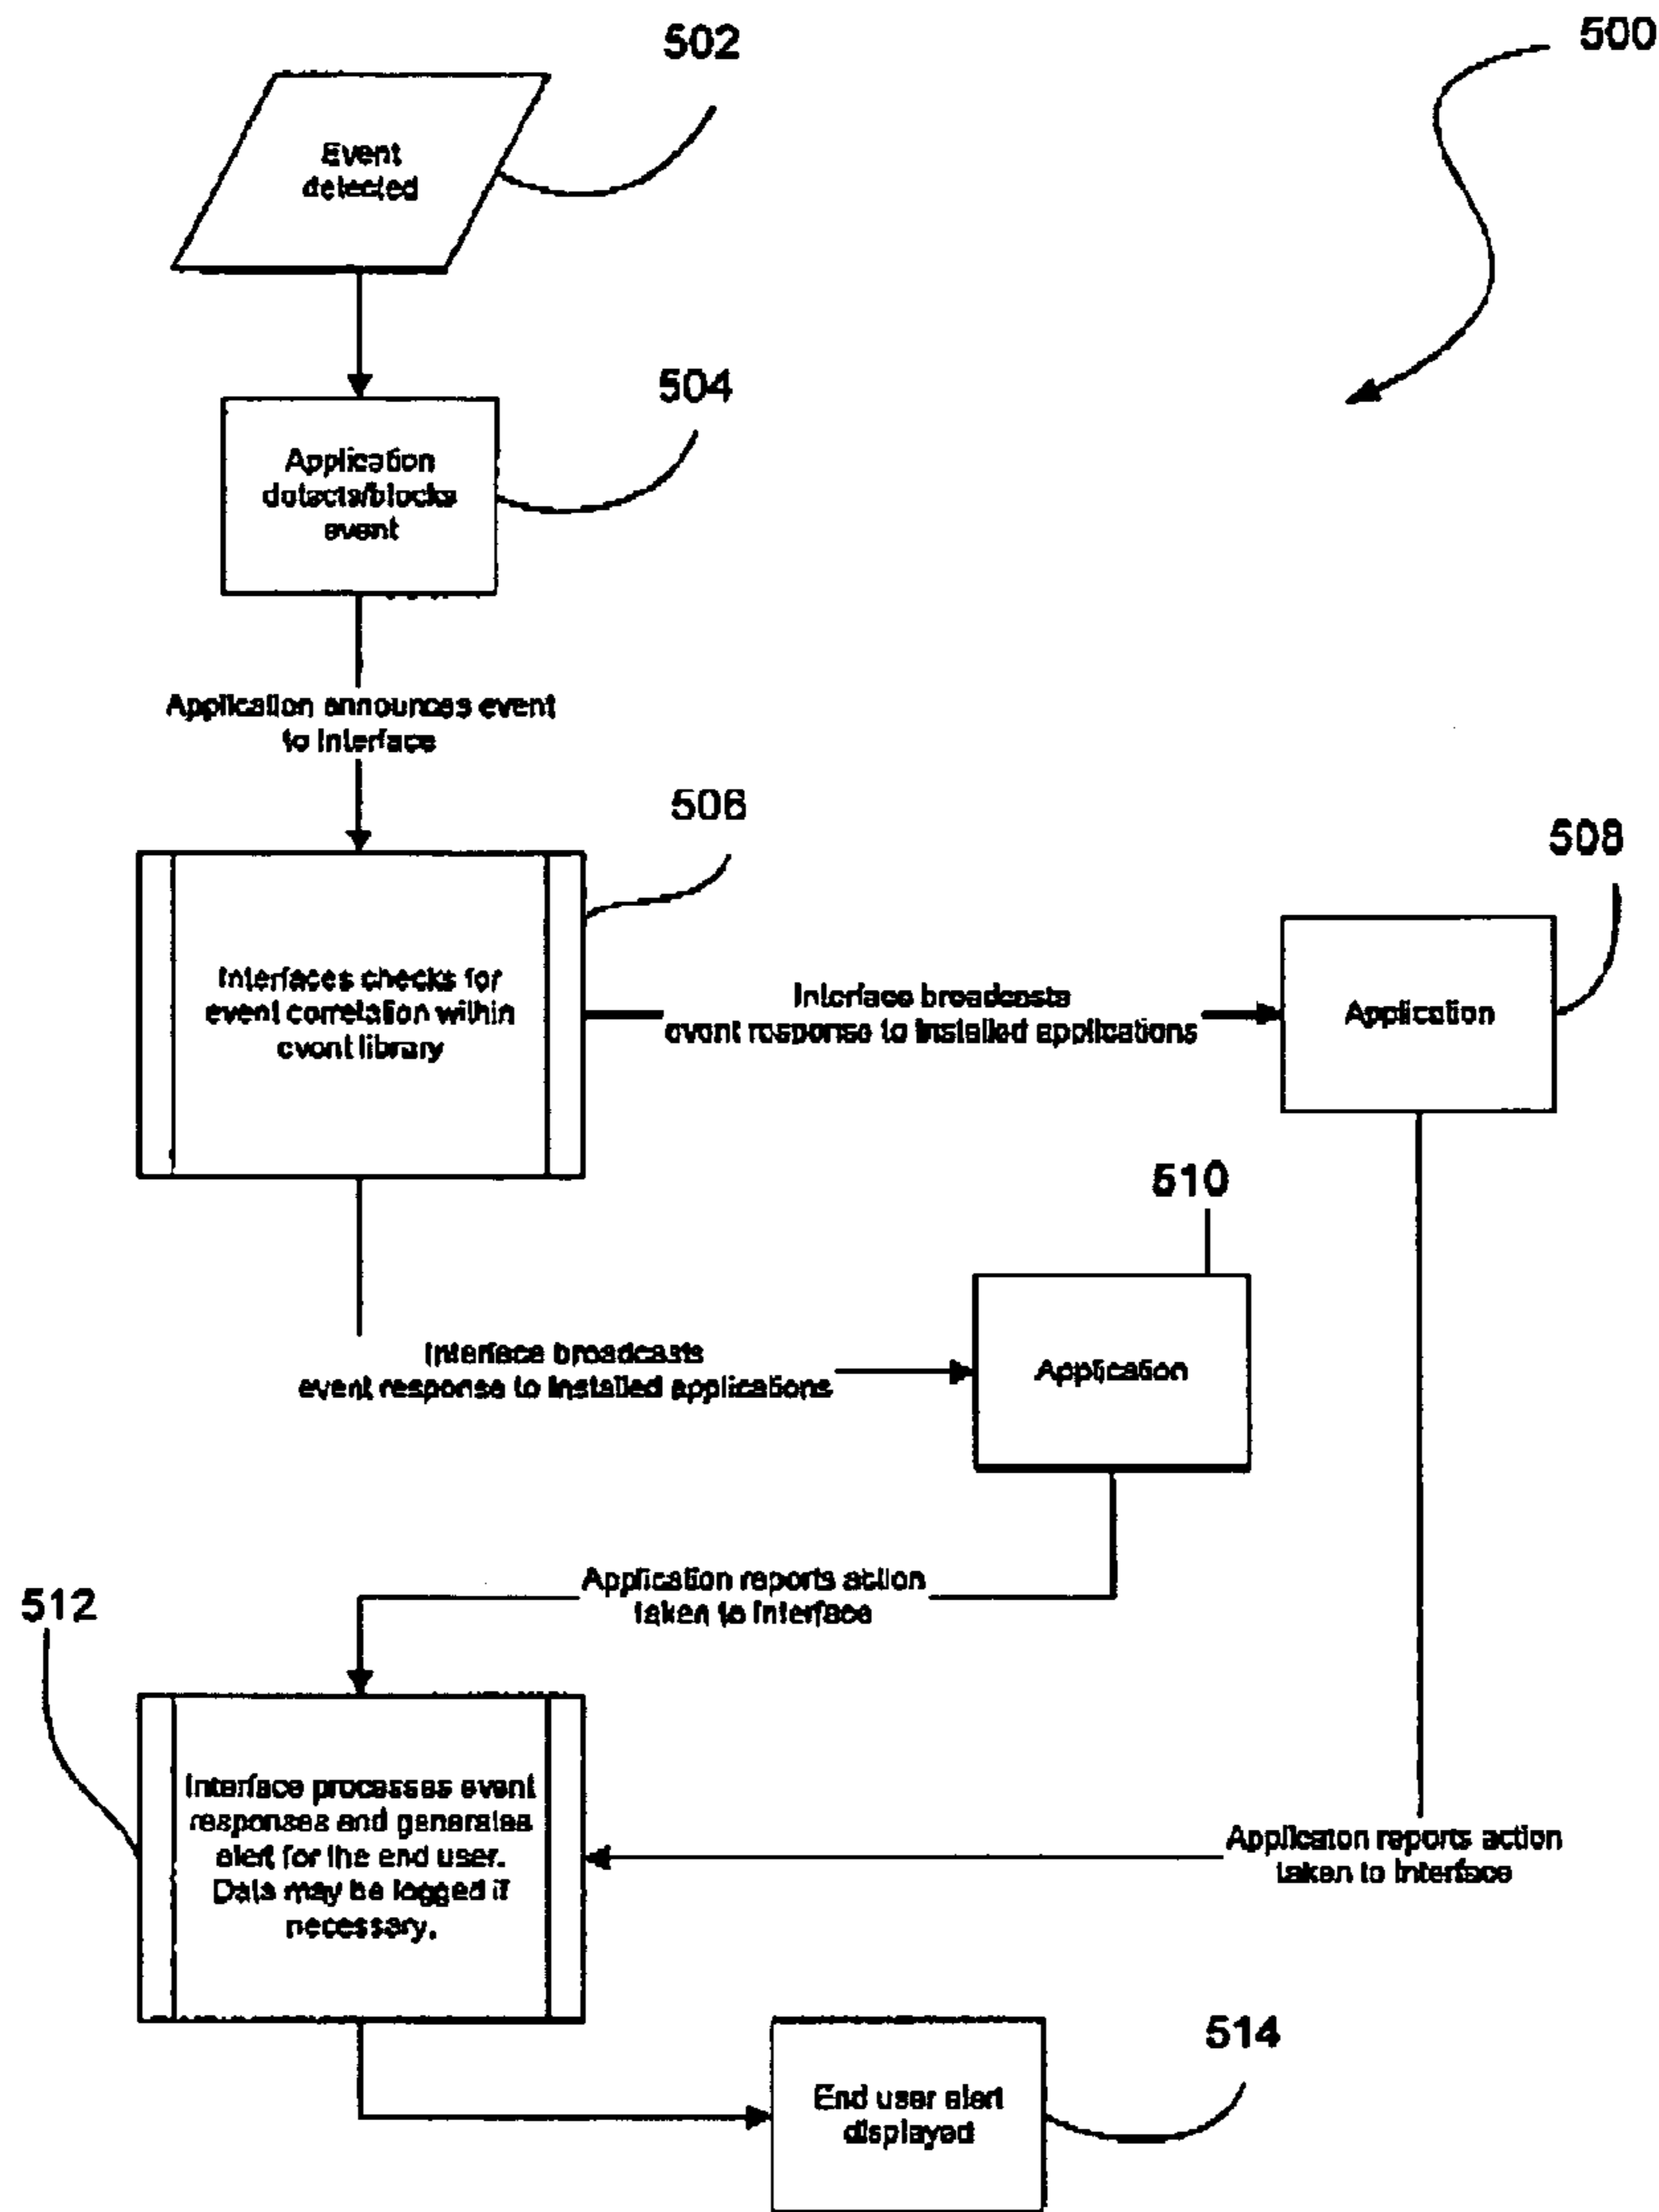 502
500
Event
detected
504
Application
detects/blocks
event
Application announces event
to Interface
506
508
Interfaces checks for
event correlation within
event library
Interface broadcasts
event response to installed applications
Application
510
Interface broadcasts
event response to installed applications
Application
Application reports action
taken to Interface
512
Interface processes event
responses and generates
alert for the end user.
Data may be logged if
necessary.
Applicaton reports action
taken to Interface
514
End user alert
displayed